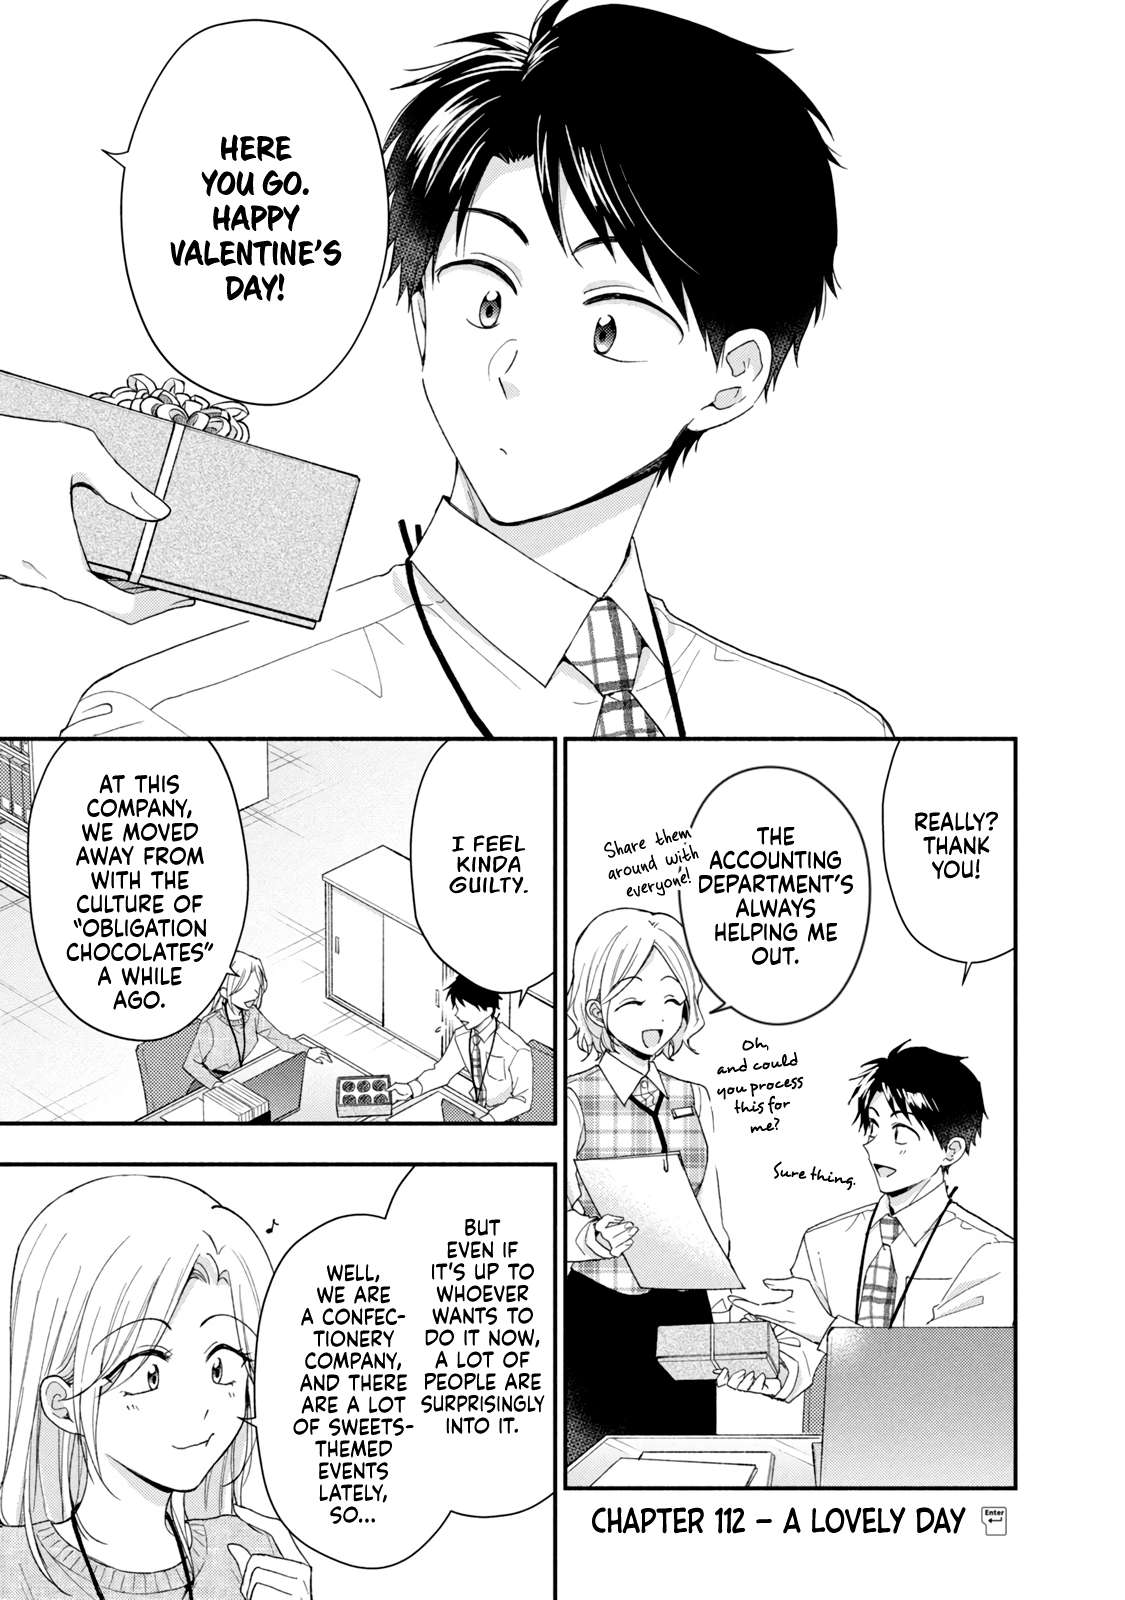 HERE
YOU GO.
HAPPY
VALENTINE'S
DAY!
REALLY?
THANK
YOU!
THE
ACCOUNTING
DEPARTMENT'S
ALWAYS
HELPING ME
OUT.
Share them
around with
everyone!
Oh,
and could
you process
this for
me?
Sure thing.
CHAPTER 112 – A LOVELY DAY
Enter
I FEEL
KINDA
GUILTY.
AT THIS
COMPANY,
WE MOVED
AWAY FROM
WITH THE
CULTURE OF
"OBLIGATION
CHOCOLATES"
A WHILE
AGO.
BUT
EVEN IF
IT'S UP TO
WHOEVER
WANTS TO
DO IT NOW,
A LOT OF
PEOPLE ARE
SURPRISINGLY
INTO IT.
WELL,
WE ARE
A CONFEC-
TIONERY
COMPANY,
AND THERE
ARE A LOT
OF SWEETS-
THEMED
EVENTS
LATELY,
SO...